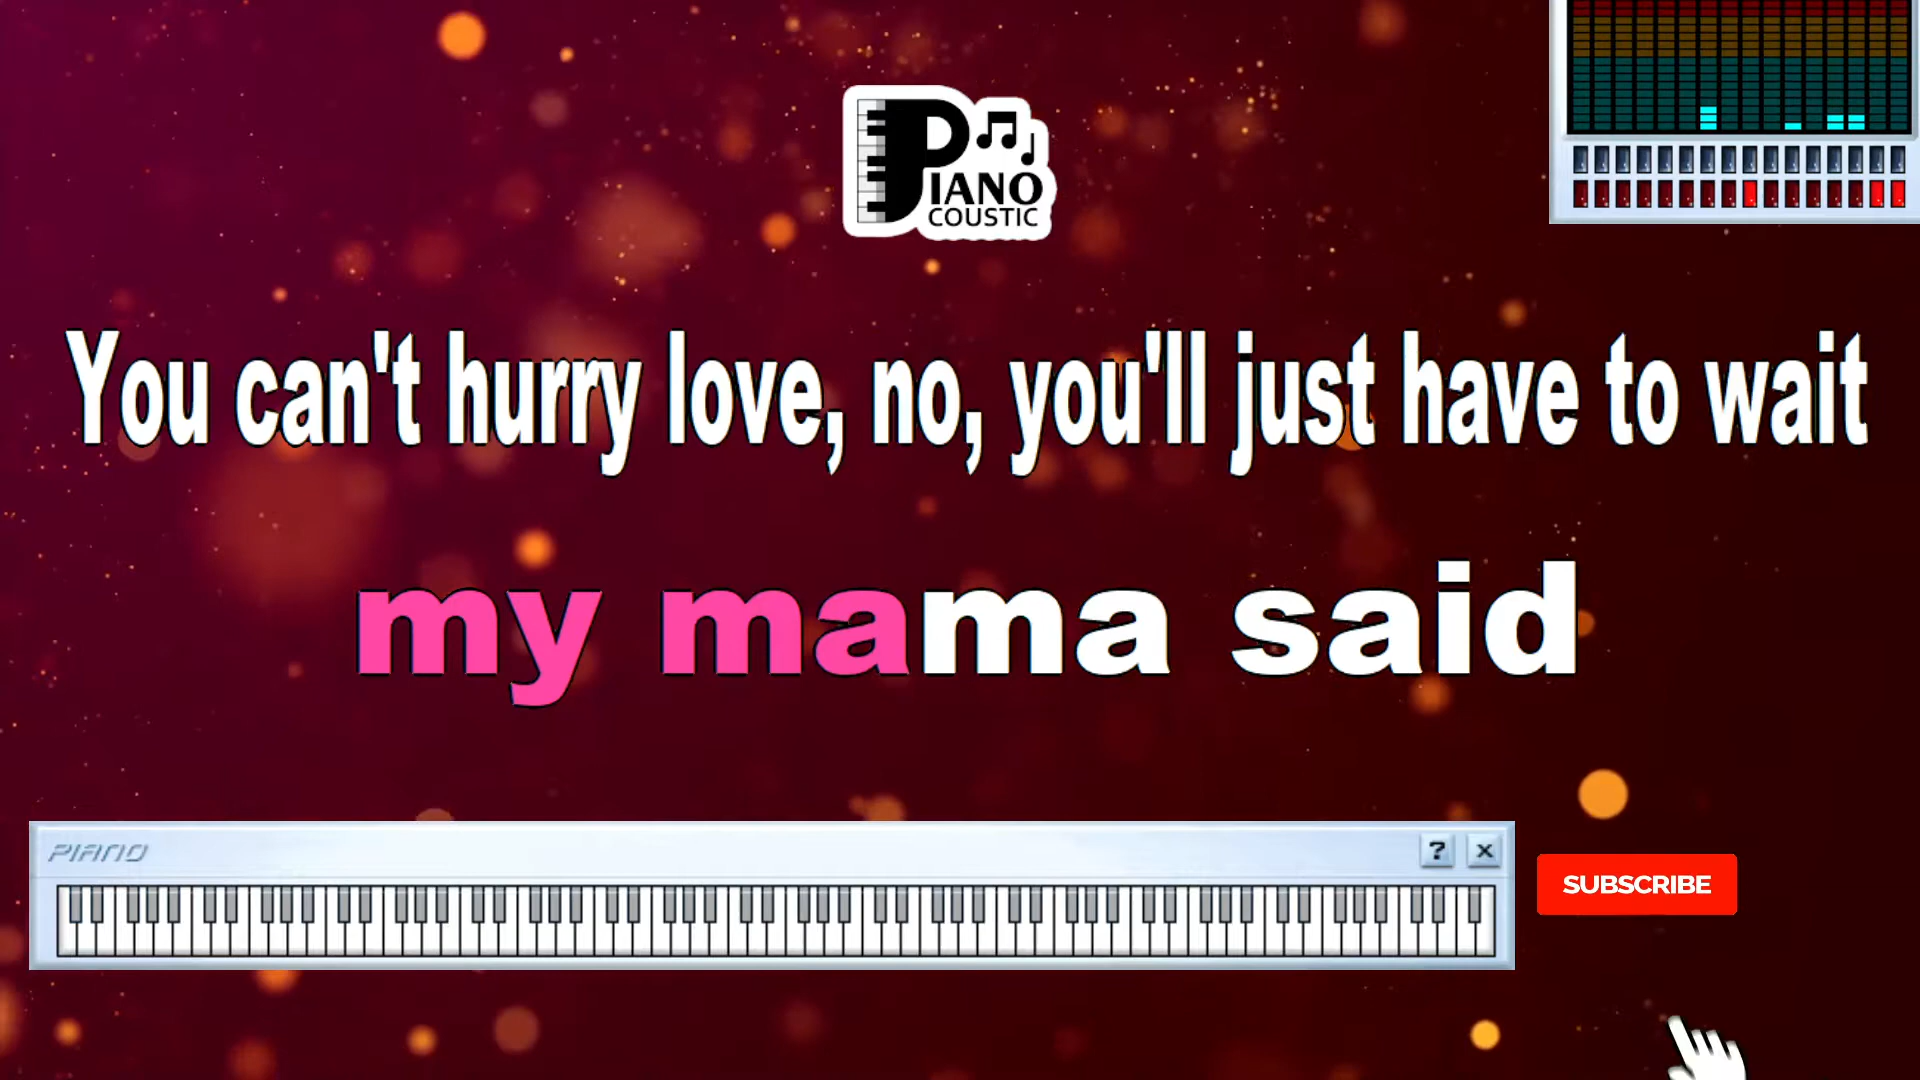 PIANO
COUSTIC
You can't hurry love, no, you'll just have to wait
my mama said
PIANO
? X
SUBSCRIBE